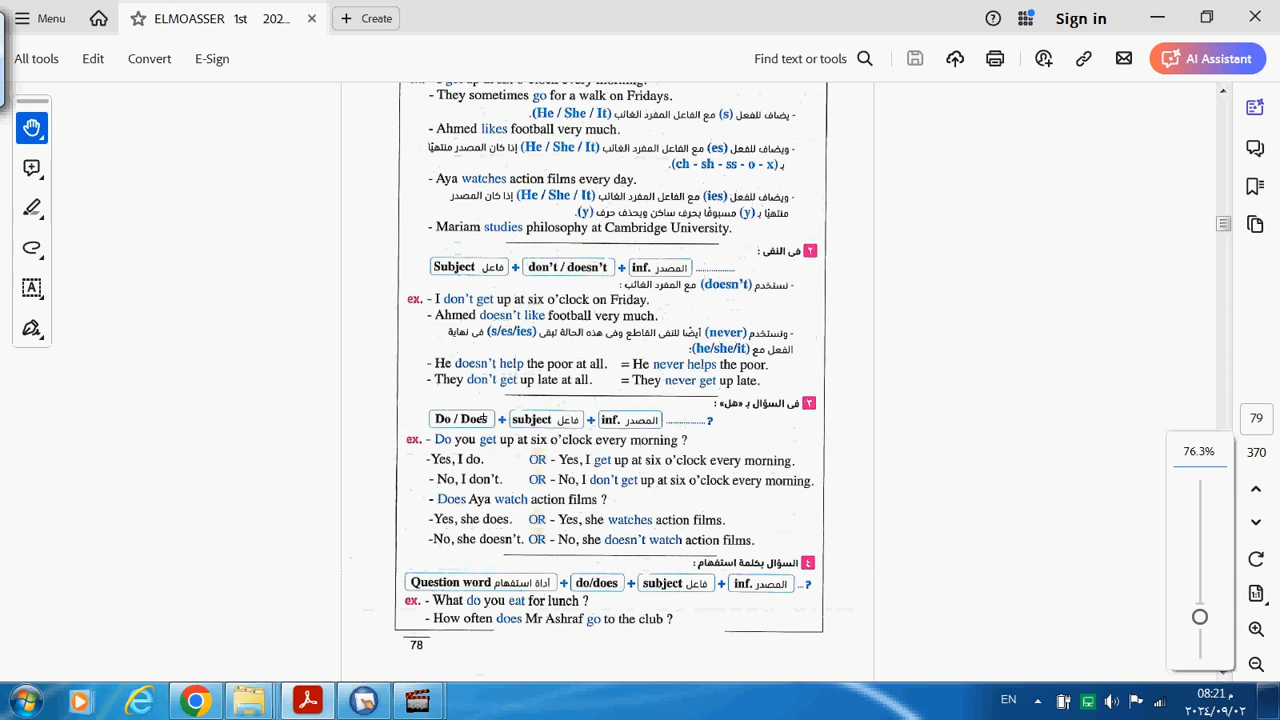 Menu
ELMOASSER 1st 202...
Create
Sign in
All tools
Edit
Convert
E-Sign
Find text or tools
AI Assistant
- They sometimes go for a walk on Fridays.
- يضاف للفعل (s) مع الفاعل المفرد الغائب (He / She / It).
- Ahmed likes football very much.
- ويضاف للفعل (es) مع الفاعل المفرد الغائب (He / She / It) إذا كان المصدر منتهيًا
بـ (ch - sh - ss - o - x).
- Aya watches action films every day.
- ويضاف للفعل (ies) مع الفاعل المفرد الغائب (He / She / It) إذا كان المصدر
منتهيًا بـ (y) مسبوقًا بحرف ساكن ويحذف حرف (y).
- Mariam studies philosophy at Cambridge University.
٢ فى النفى :
Subject فاعل + don't / doesn't + inf. المصدر ...............
- نستخدم (doesn't) مع المفرد الغائب :
ex. - I don't get up at six o'clock on Friday.
- Ahmed doesn't like football very much.
- ونستخدم (never) أيضًا للنفى القاطع وفى هذه الحالة تبقى (s/es/ies) فى نهاية
الفعل مع (he/she/it):
- He doesn't help the poor at all. = He never helps the poor.
- They don't get up late at all. = They never get up late.
٣ فى السؤال بـ «هل» :
Do / Does + subject فاعل + inf. المصدر ...............?
ex. - Do you get up at six o'clock every morning ?
-Yes, I do. OR - Yes, I get up at six o'clock every morning.
- No, I don't. OR - No, I don't get up at six o'clock every morning.
- Does Aya watch action films ?
-Yes, she does. OR - Yes, she watches action films.
-No, she doesn't. OR - No, she doesn't watch action films.
٤ السؤال بكلمة استفهام :
Question word أداة استفهام + do/does + subject فاعل + inf. المصدر ...?
ex. - What do you eat for lunch ?
- How often does Mr Ashraf go to the club ?
78
79
370
76.3%
EN
08:21 م
٢٠٢٤/٠٩/٠٢